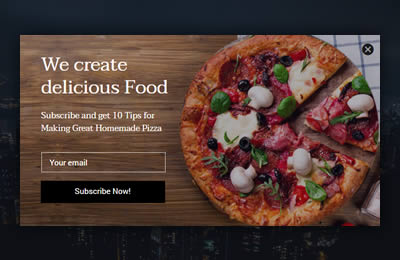 We create
delicious Food
Subscribe and get 10 Tips for
Making Great Homemade Pizza
Your email
Subscribe Now!